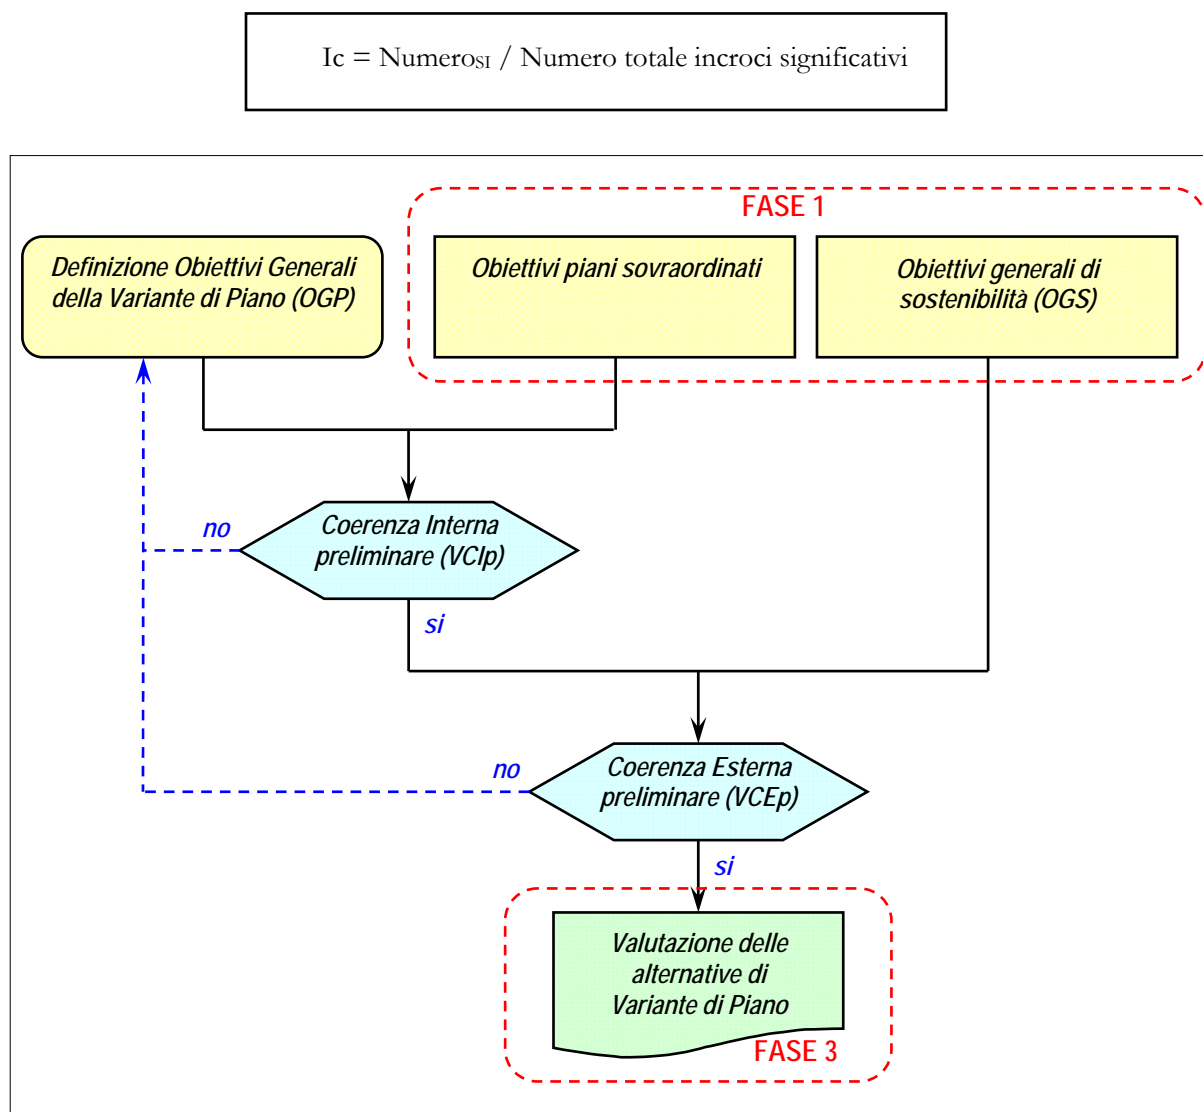 Ic = NumeroSI / Numero totale incroci significativi
FASE 1
Definizione Obiettivi Generali
della Variante di Piano (OGP)
Obiettivi piani sovraordinati
Obiettivi generali di
sostenibilità (OGS)
no
Coerenza Interna
preliminare (VCIp)
si
no
Coerenza Esterna
preliminare (VCEp)
si
Valutazione delle
alternative di
Variante di Piano
FASE 3